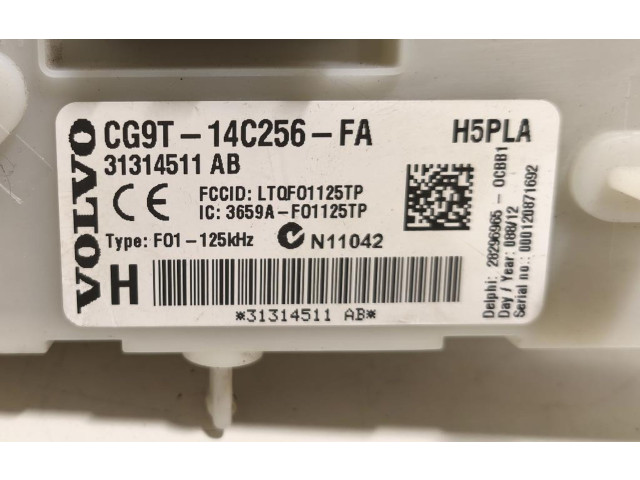 VOLVO
CG9T-14C256-FA H5PLA
31314511 AB
FCCID: LTQF01125TP
IC: 3659A-F01125TP
Type: F01-125kHz N11042
H
*31314511 AB*
Delphi: 28296965 - 0CBB1
Day / Year: 088/12
Serial no.: 000120871692